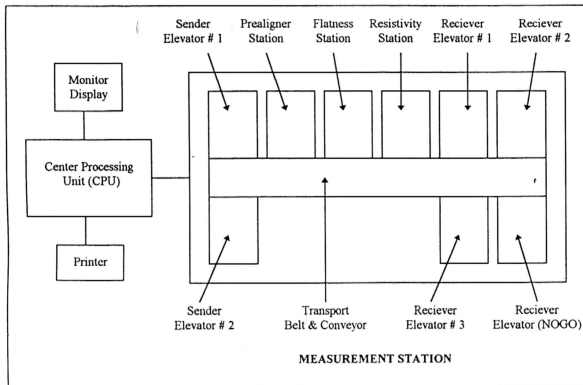 Sender
Elevator # 1
Prealigner
Station
Flatness
Station
Resistivity
Station
Reciever
Elevator # 1
Reciever
Elevator # 2
Monitor
Display
Center Processing
Unit (CPU)
Printer
Sender
Elevator # 2
Transport
Belt & Conveyor
Reciever
Elevator # 3
Reciever
Elevator (NOGO)
MEASUREMENT STATION